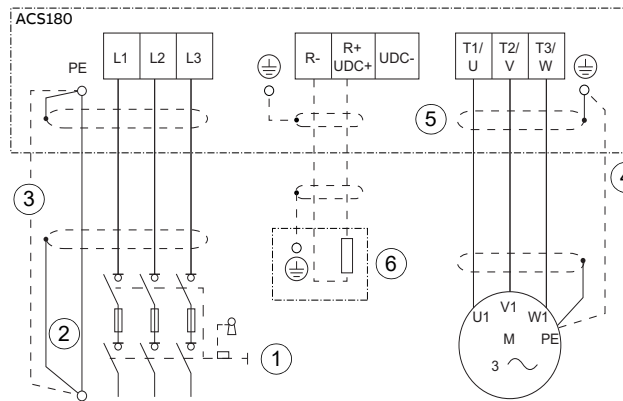 ACS180
PE
L1 L2 L3
R- R+ UDC+ UDC-
T1/ U T2/ V T3/ W
5
4
3
6
2
1
U1 V1 W1
M PE
3